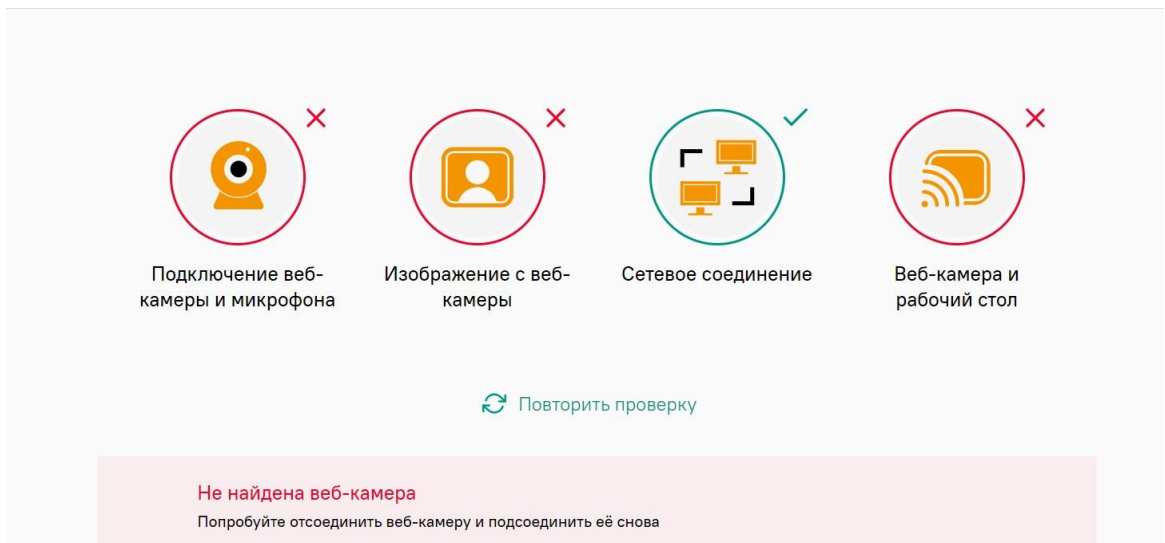 Подключение веб-
камеры и микрофона
Изображение с веб-
камеры
Сетевое соединение
Веб-камера и
рабочий стол
Повторить проверку
Не найдена веб-камера
Попробуйте отсоединить веб-камеру и подсоединить её снова